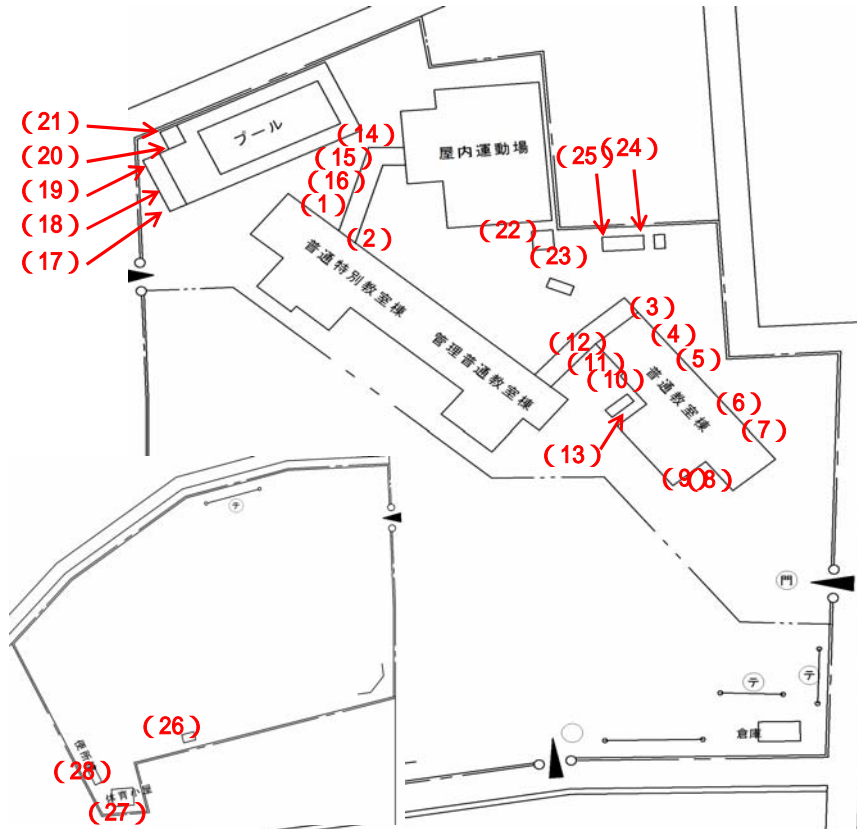 (21)
(20)
(19)
(18)
(17)
プール
(14)
(15)
(16)
(1)
(2)
屋内運動場
(25)
(24)
(22)
(23)
普通特別教室棟
管理普通教室棟
(3)
(4)
(5)
(6)
(7)
(12)
(11)
(10)
普通教室棟
(13)
(9)
(8)
門
テ
テ
倉庫
テ
(26)
便所
(28)
(27)